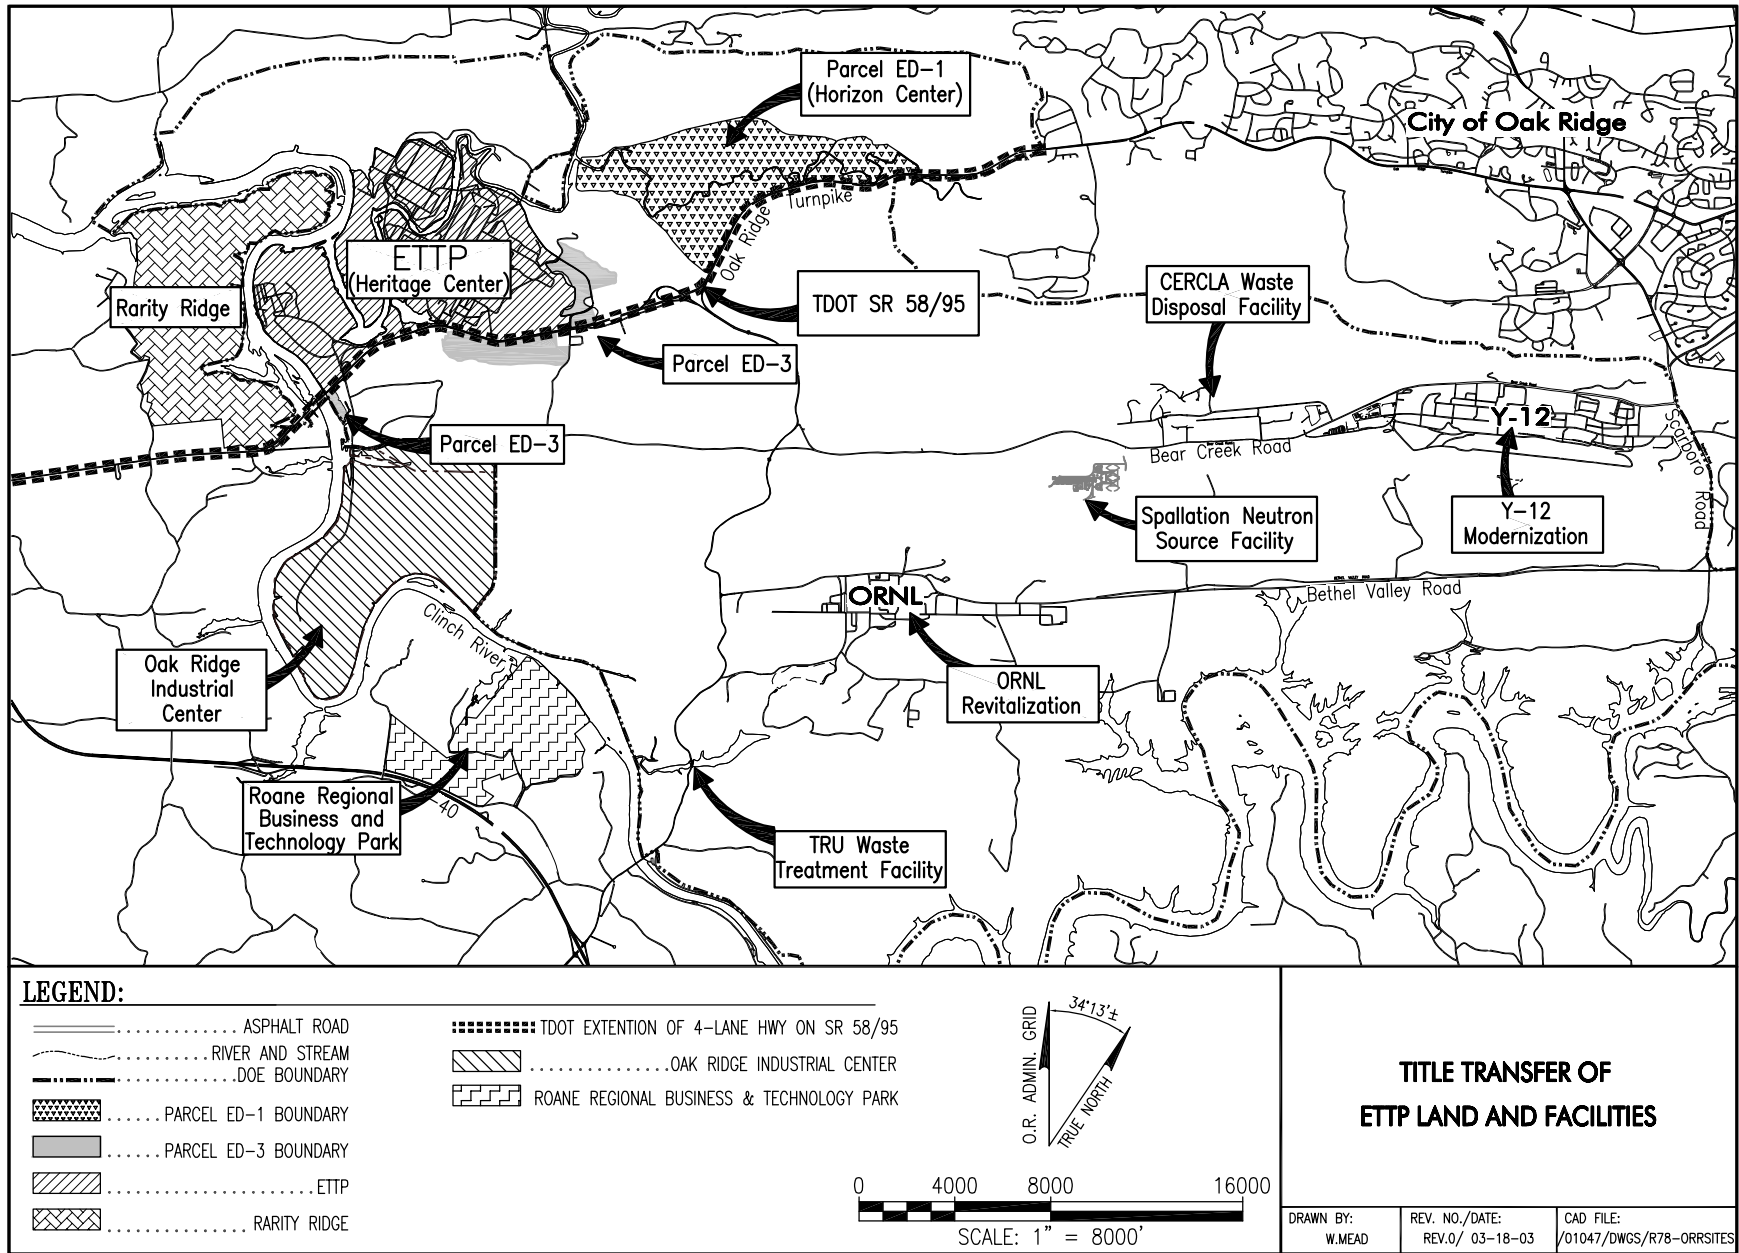 Parcel ED-1
(Horizon Center)
City of Oak Ridge
Oak Ridge
Turnpike
ETTP
(Heritage Center)
Rarity Ridge
TDOT SR 58/95
CERCLA Waste
Disposal Facility
Parcel ED-3
Parcel ED-3
Y-12
Scarboro
Road
Bear Creek Road
Spallation Neutron
Source Facility
Y-12
Modernization
ORNL
Bethel Valley Road
Clinch River
Oak Ridge
Industrial
Center
ORNL
Revitalization
Roane Regional
Business and
Technology Park
-40
TRU Waste
Treatment Facility
LEGEND:
ASPHALT ROAD
RIVER AND STREAM
DOE BOUNDARY
PARCEL ED-1 BOUNDARY
PARCEL ED-3 BOUNDARY
ETTP
RARITY RIDGE
TDOT EXTENTION OF 4-LANE HWY ON SR 58/95
OAK RIDGE INDUSTRIAL CENTER
ROANE REGIONAL BUSINESS & TECHNOLOGY PARK
34°13'±
O.R. ADMIN. GRID
TRUE NORTH
0 4000 8000 16000
SCALE: 1" = 8000'
TITLE TRANSFER OF
ETTP LAND AND FACILITIES
DRAWN BY:
W.MEAD
REV. NO./DATE:
REV.0/ 03-18-03
CAD FILE:
/01047/DWGS/R78-ORRSITES